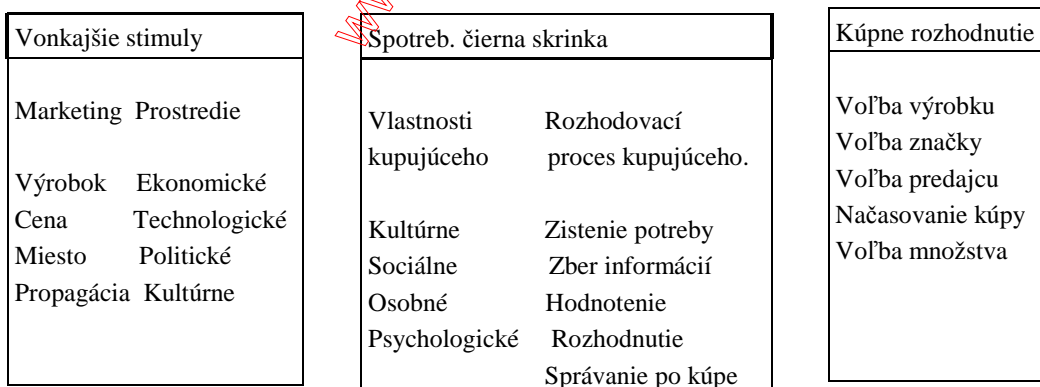 Vonkajšie stimuly
Marketing Prostredie
Výrobok Ekonomické
Cena Technologické
Miesto Politické
Propagácia Kultúrne
Spotreb. čierna skrinka
Vlastnosti Rozhodovací
kupujúceho proces kupujúceho.
Kultúrne Zistenie potreby
Sociálne Zber informácií
Osobné Hodnotenie
Psychologické Rozhodnutie
Správanie po kúpe
Kúpne rozhodnutie
Voľba výrobku
Voľba značky
Voľba predajcu
Načasovanie kúpy
Voľba množstva